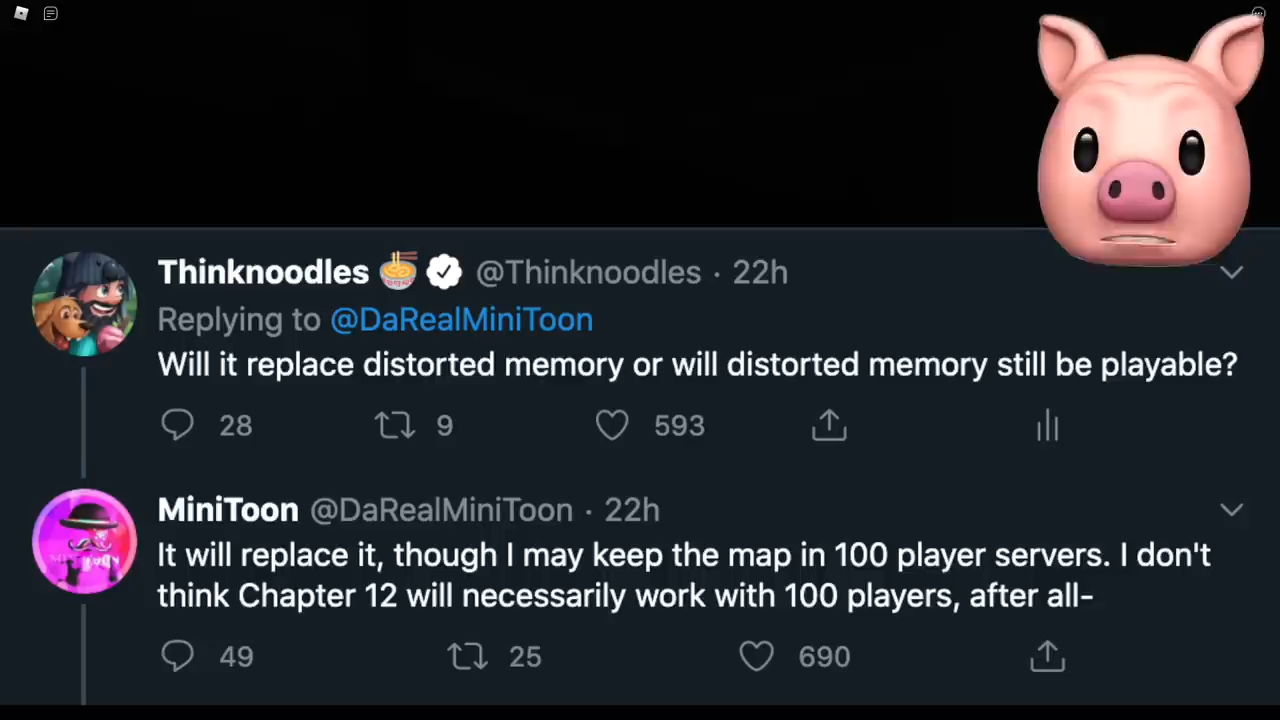 Thinknoodles 🍜 @Thinknoodles · 22h
Replying to @DaRealMiniToon
Will it replace distorted memory or will distorted memory still be playable?
28 9 593
MiniToon @DaRealMiniToon · 22h
It will replace it, though I may keep the map in 100 player servers. I don't
think Chapter 12 will necessarily work with 100 players, after all-
49 25 690